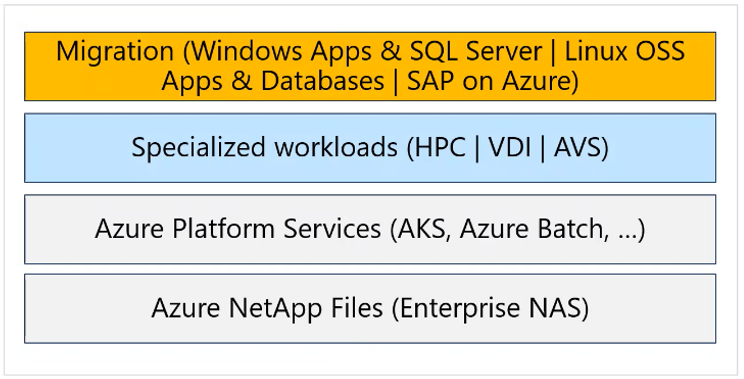 Migration (Windows Apps & SQL Server | Linux OSS
Apps & Databases | SAP on Azure)
Specialized workloads (HPC | VDI | AVS)
Azure Platform Services (AKS, Azure Batch, ...)
Azure NetApp Files (Enterprise NAS)